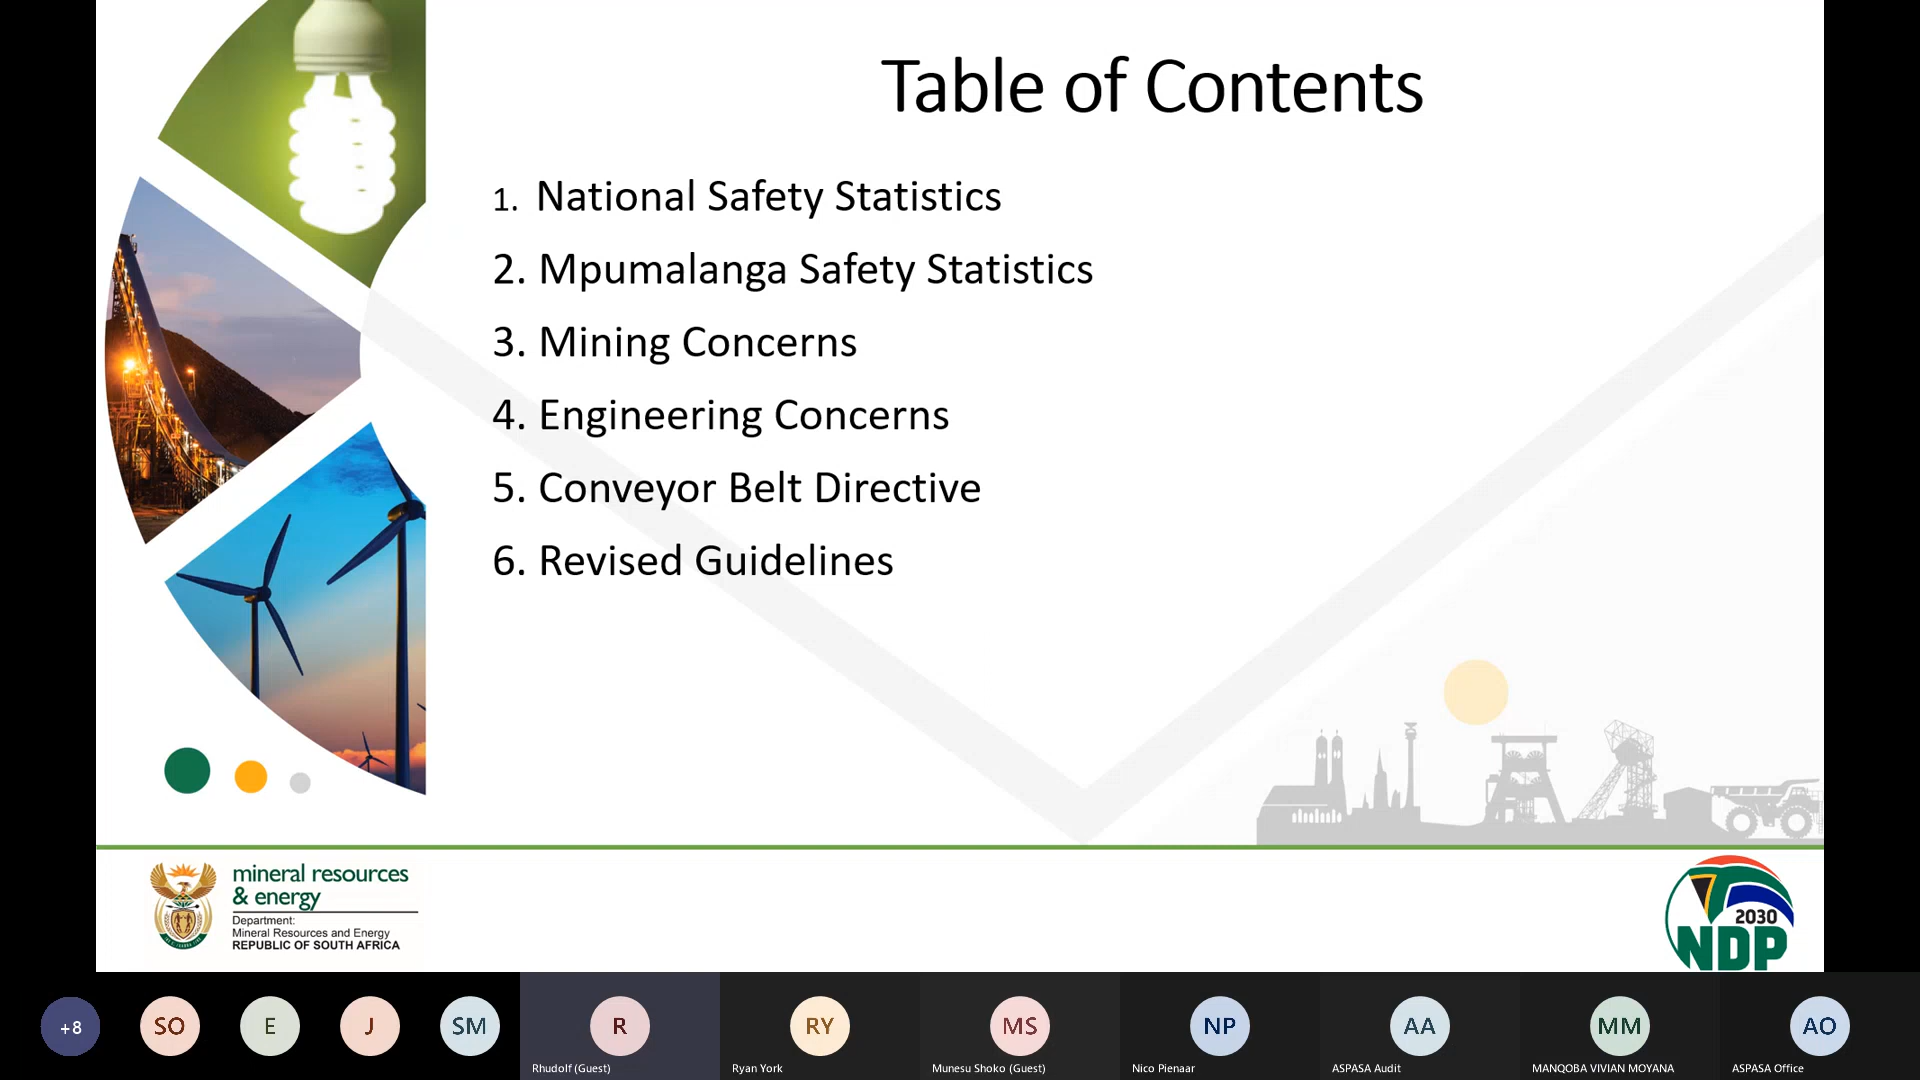 Table of Contents
1. National Safety Statistics
2. Mpumalanga Safety Statistics
3. Mining Concerns
4. Engineering Concerns
5. Conveyor Belt Directive
6. Revised Guidelines
mineral resources
& energy
Department:
Mineral Resources and Energy
REPUBLIC OF SOUTH AFRICA
2030
NDP
+8
SO
E
J
SM
R
RY
MS
NP
AA
MM
AO
Rhudolf (Guest)
Ryan York
Munesu Shoko (Guest)
Nico Pienaar
ASPASA Audit
MANQOBA VIVIAN MOYANA
ASPASA Office